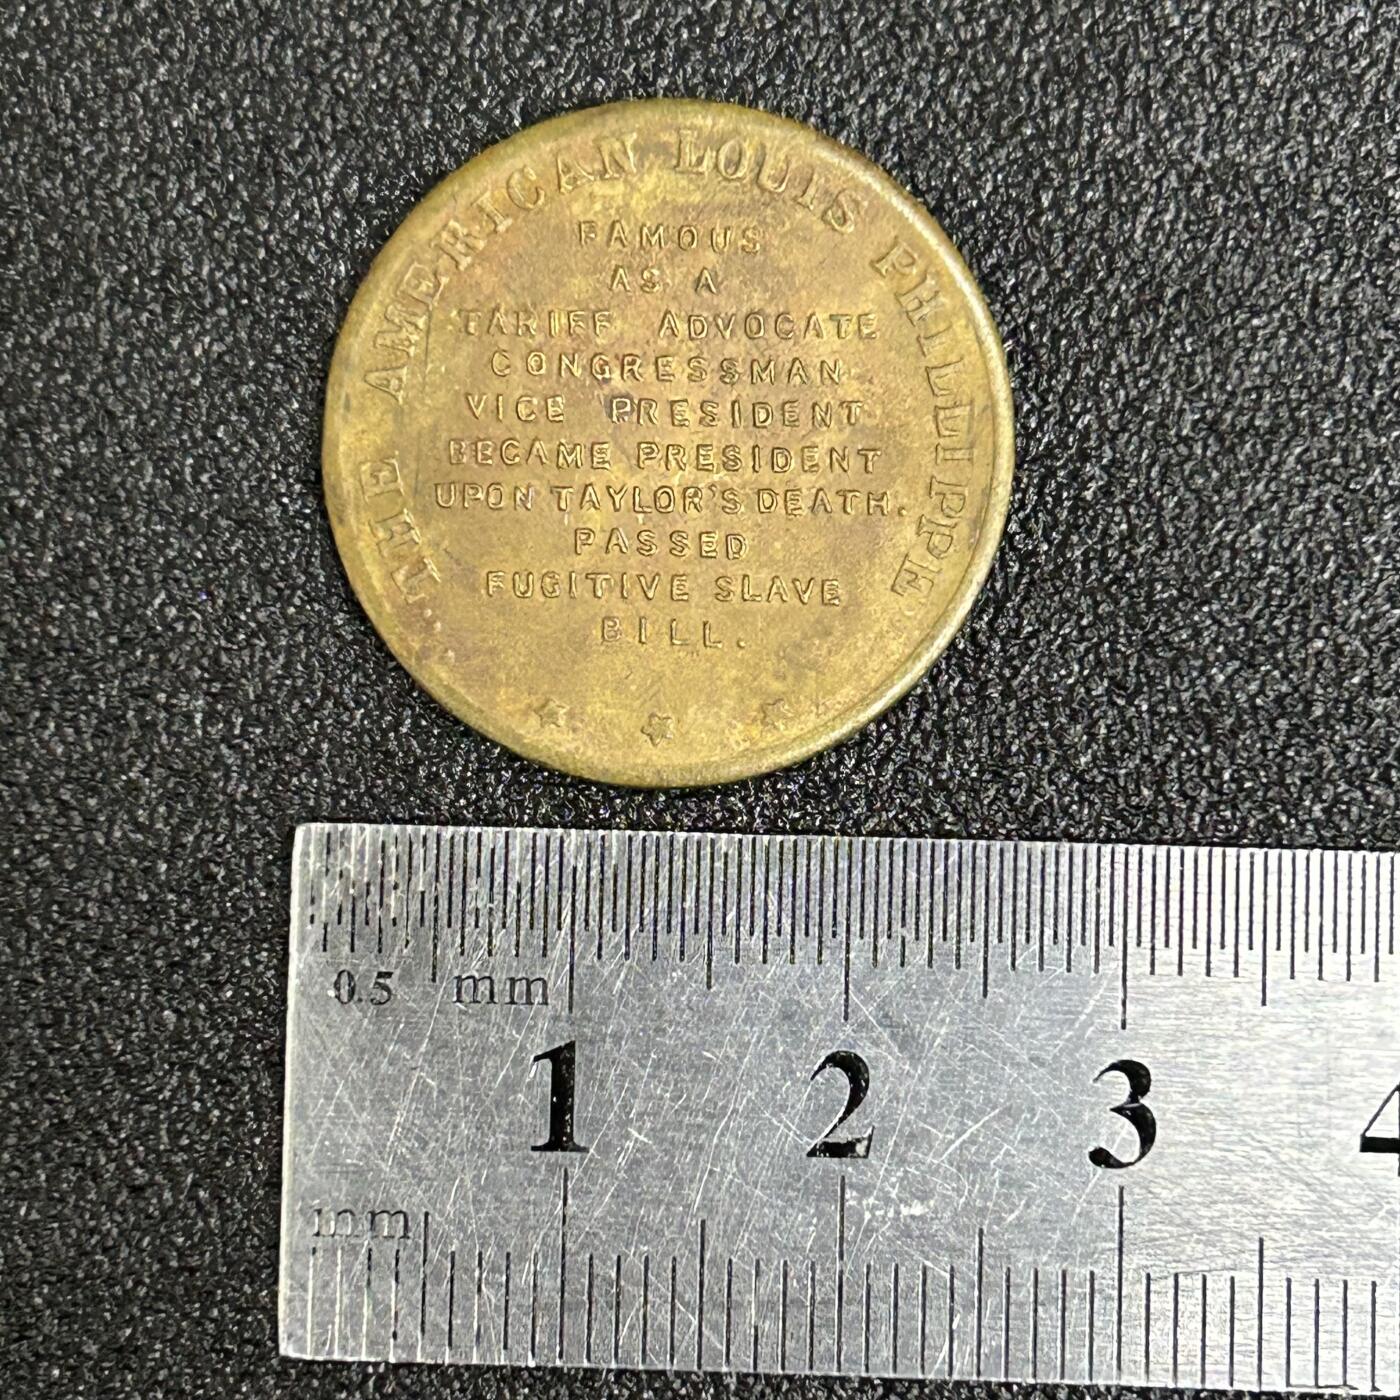 "THE AMERICAN LOUIS PHILLIPPE"
FAMOUS
AS A
TARIFF ADVOCATE
CONGRESSMAN
VICE PRESIDENT
BECAME PRESIDENT
UPON TAYLOR'S DEATH.
PASSED
FUGITIVE SLAVE
BILL.
0.5 mm
1 2 3 4
mm